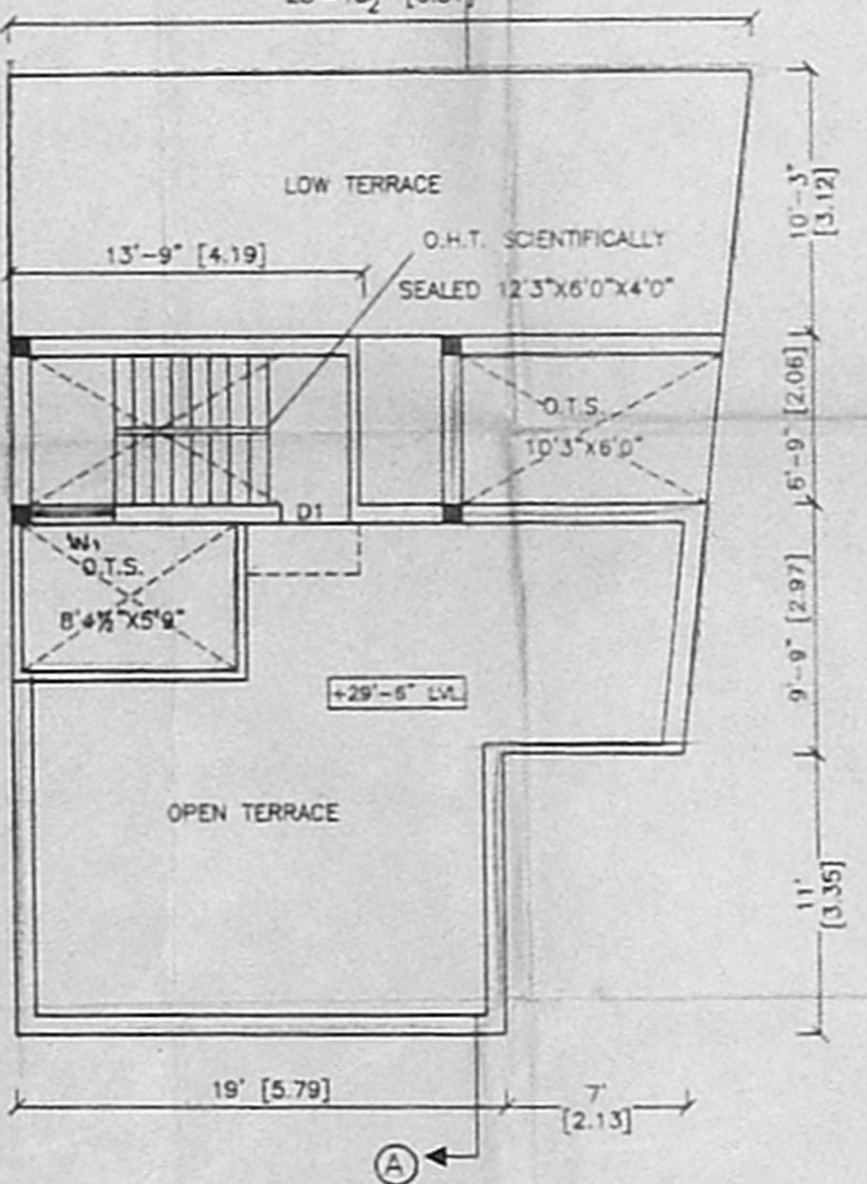 LOW TERRACE
10'-3"
[3.12]
13'-9" [4.19]
O.H.T. SCIENTIFICALLY
SEALED 12'3"X6'0"X4'0"
O.T.S.
10'3"X6'0"
6'-9" [2.06]
D1
W1
O.T.S.
8'4½"X5'9"
9'-9" [2.97]
+29'-6" LVL.
OPEN TERRACE
11'
[3.35]
19' [5.79]
7'
[2.13]
A